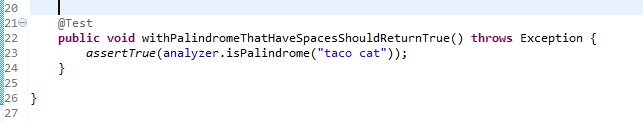 20
21 @Test
22 public void withPalindromeThatHaveSpacesShouldReturnTrue() throws Exception {
23 assertTrue(analyzer.isPalindrome("taco cat"));
24 }
25
26 }
27